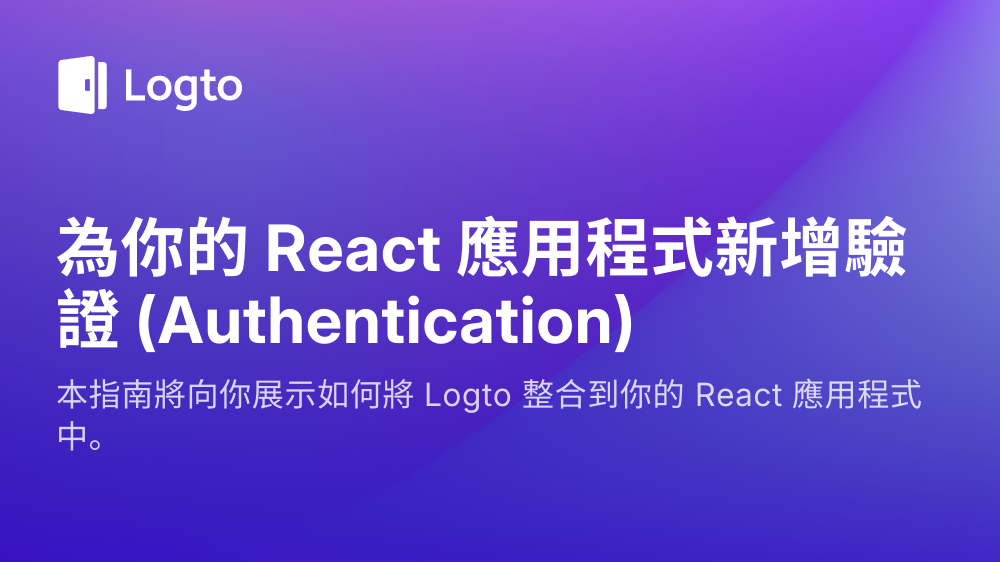 Logto
為你的 React 應用程式新增驗
證 (Authentication)
本指南將向你展示如何將 Logto 整合到你的 React 應用程式
中。